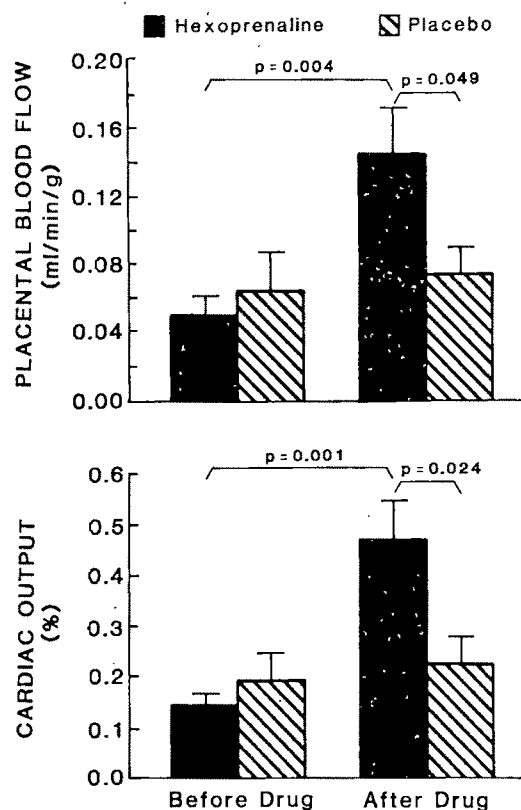 Hexoprenaline Placebo
PLACENTAL BLOOD FLOW
(ml/min/g)
0.20
0.16
0.12
0.08
0.04
0.00
p=0.004
p=0.049
CARDIAC OUTPUT
(%)
0.6
0.5
0.4
0.3
0.2
0.1
0.0
p=0.001
p=0.024
Before Drug After Drug